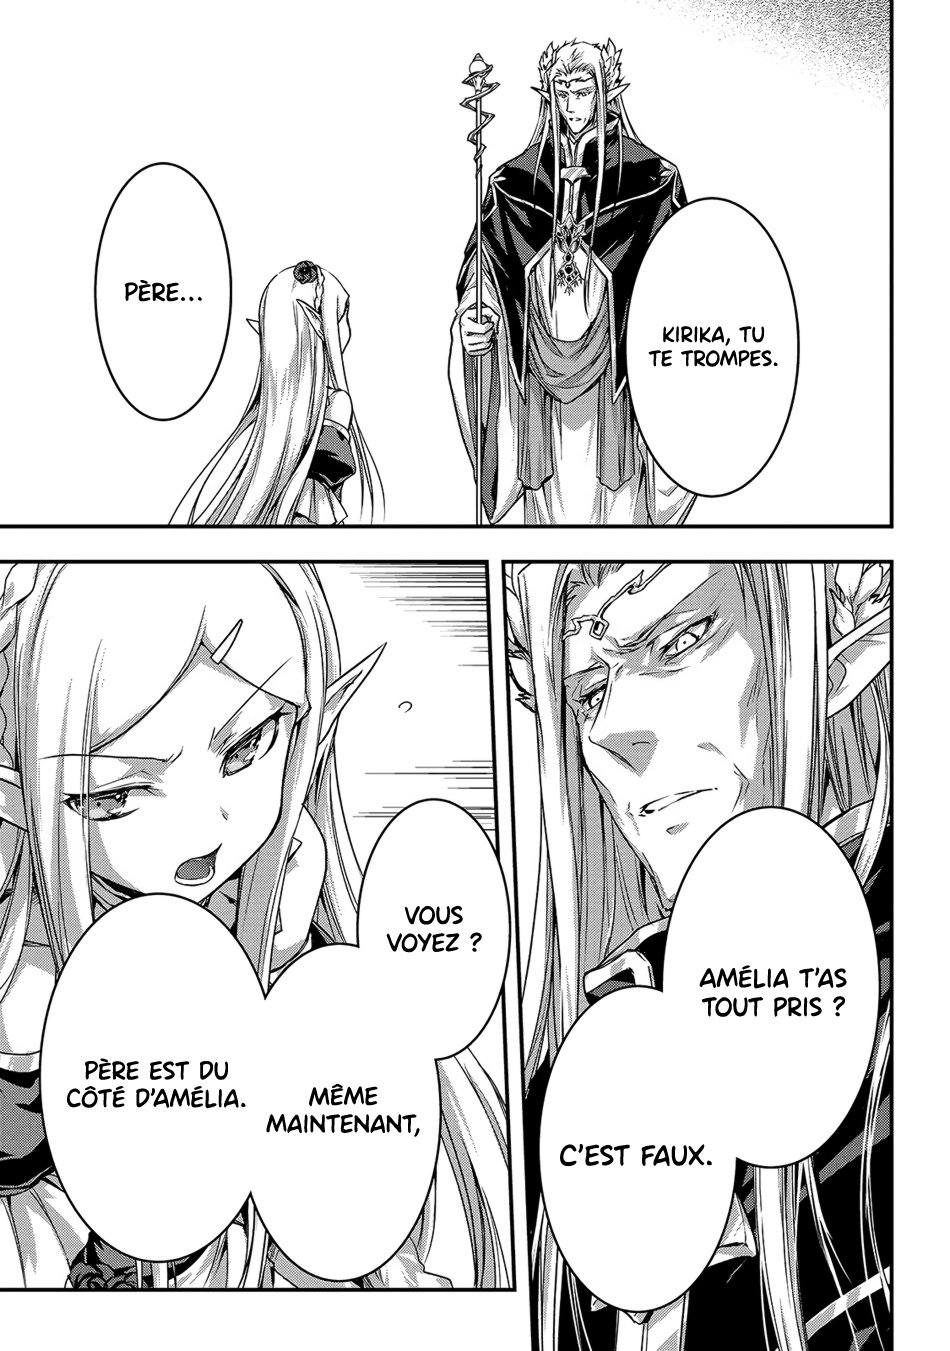 KIRIKA, TU
TE TROMPES.
PÈRE...
AMÉLIA T'AS
TOUT PRIS ?
C'EST FAUX.
VOUS
VOYEZ ?
MÊME
MAINTENANT,
PÈRE EST DU
CÔTÉ D'AMÉLIA.